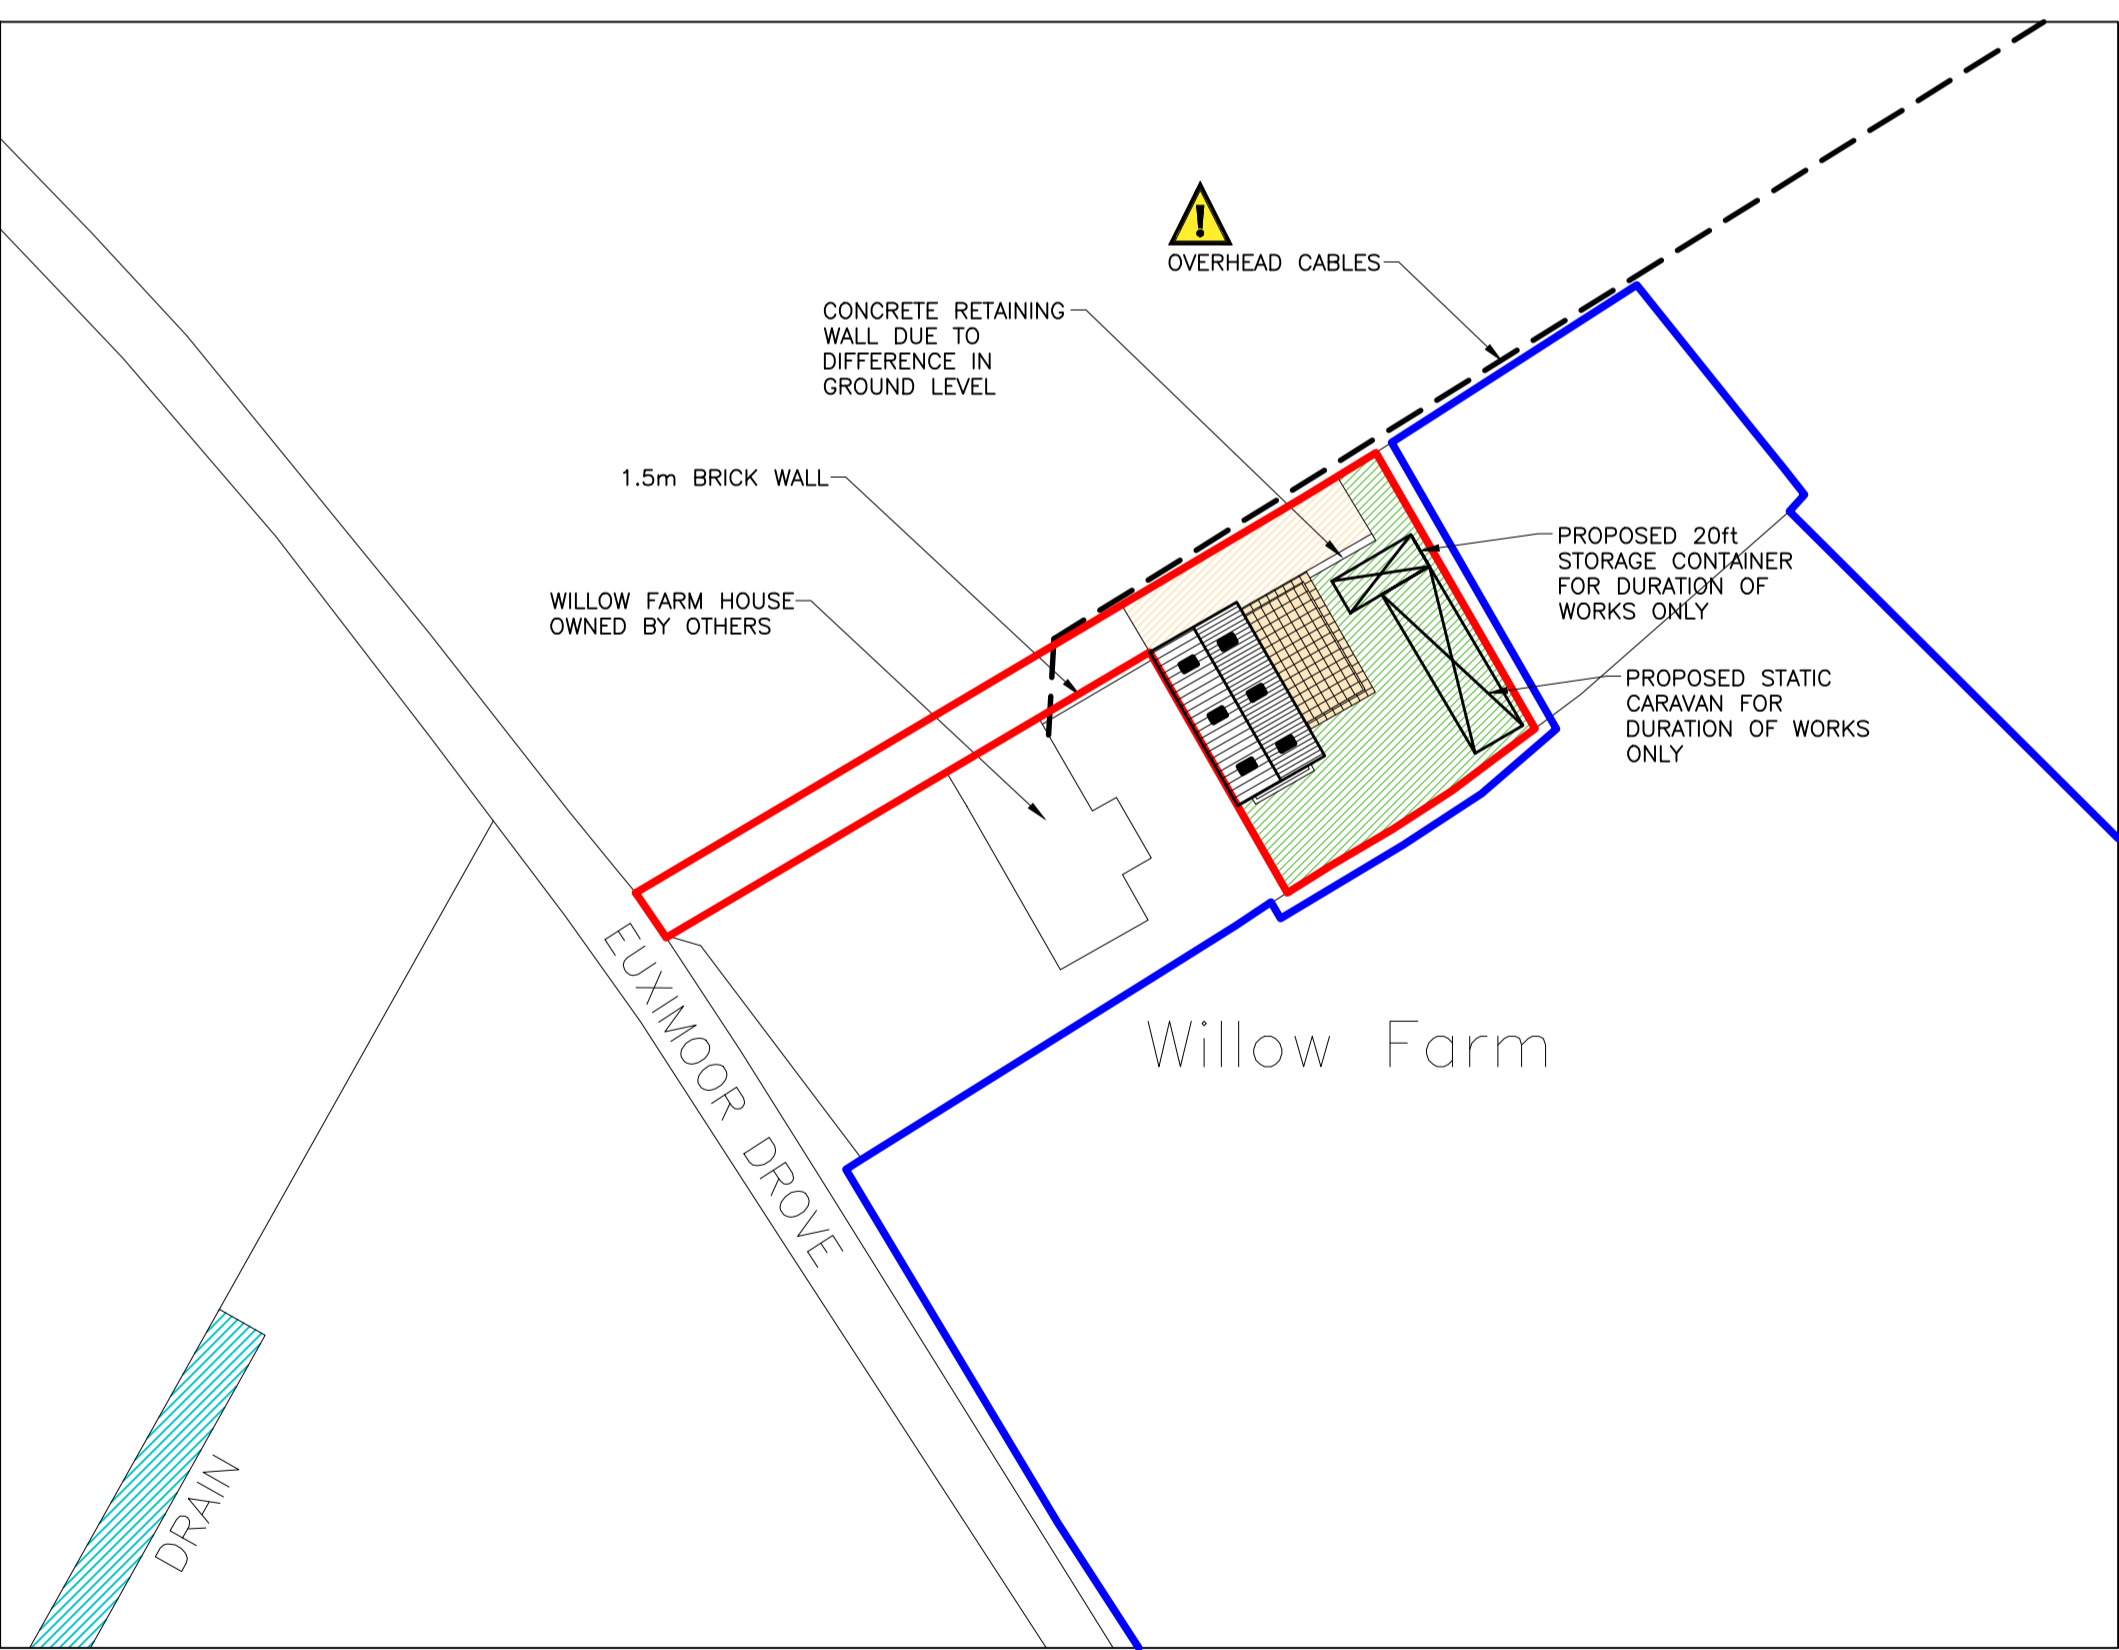 !
OVERHEAD CABLES
CONCRETE RETAINING
WALL DUE TO
DIFFERENCE IN
GROUND LEVEL
1.5m BRICK WALL
PROPOSED 20ft
STORAGE CONTAINER
FOR DURATION OF
WORKS ONLY
WILLOW FARM HOUSE
OWNED BY OTHERS
PROPOSED STATIC
CARAVAN FOR
DURATION OF WORKS
ONLY
EUXIMOOR DROVE
Willow Farm
DRAIN